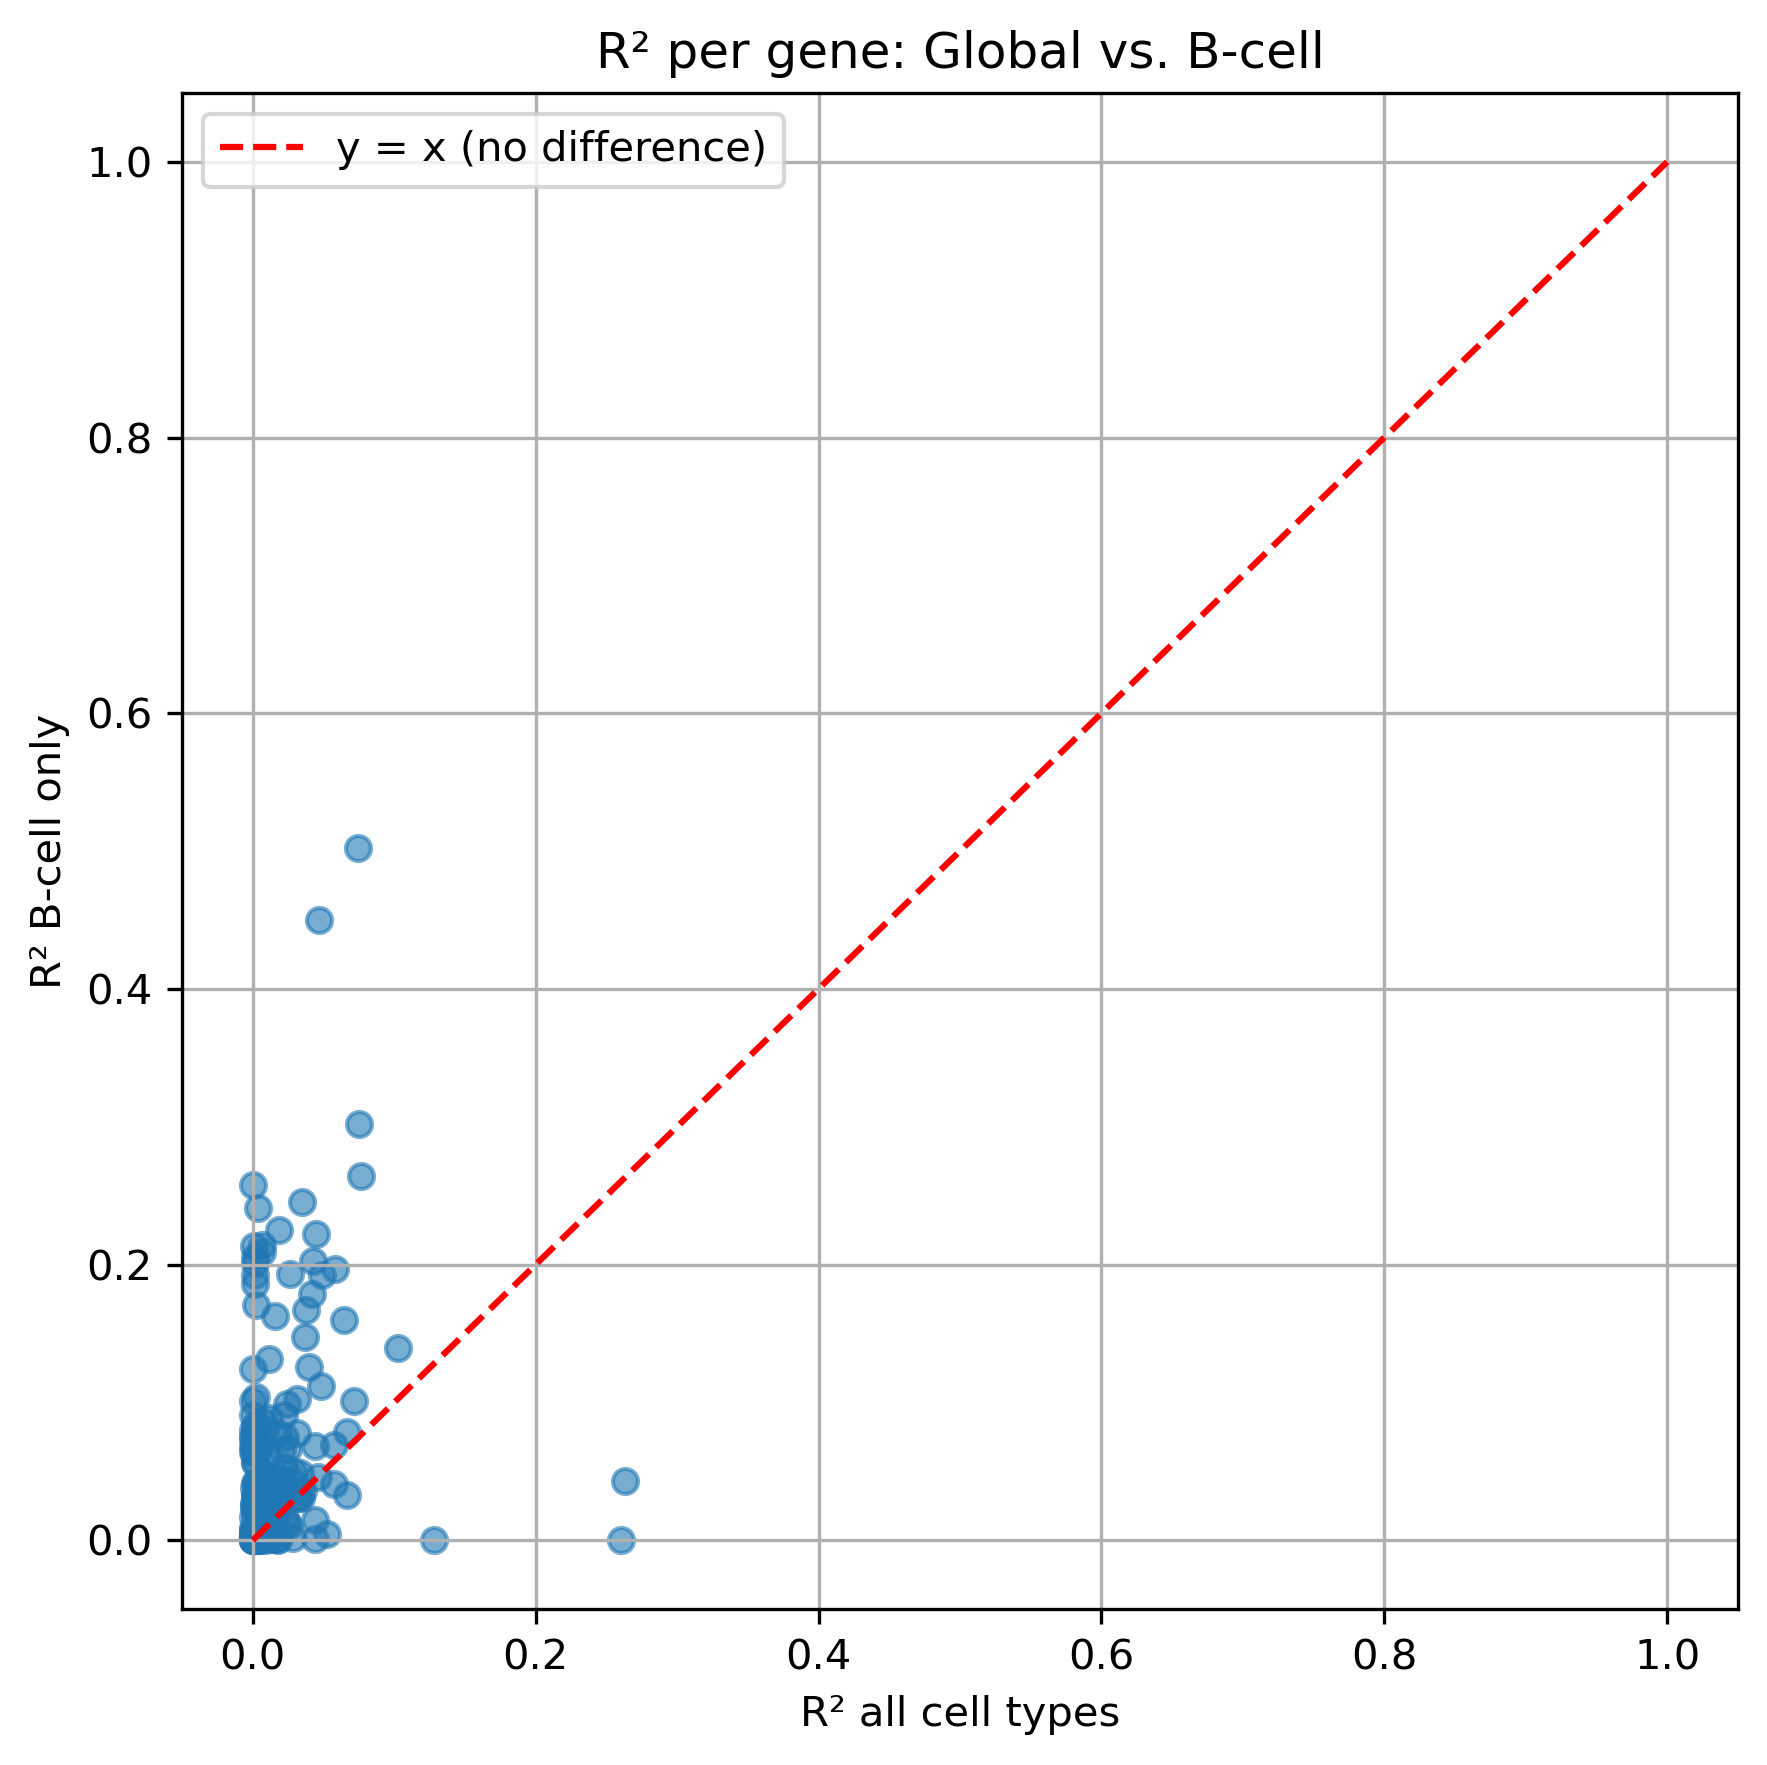 R² per gene: Global vs. B-cell
y = x (no difference)
1.0
0.8
0.6
0.4
0.2
0.0
R² B-cell only
0.0 0.2 0.4 0.6 0.8 1.0
R² all cell types